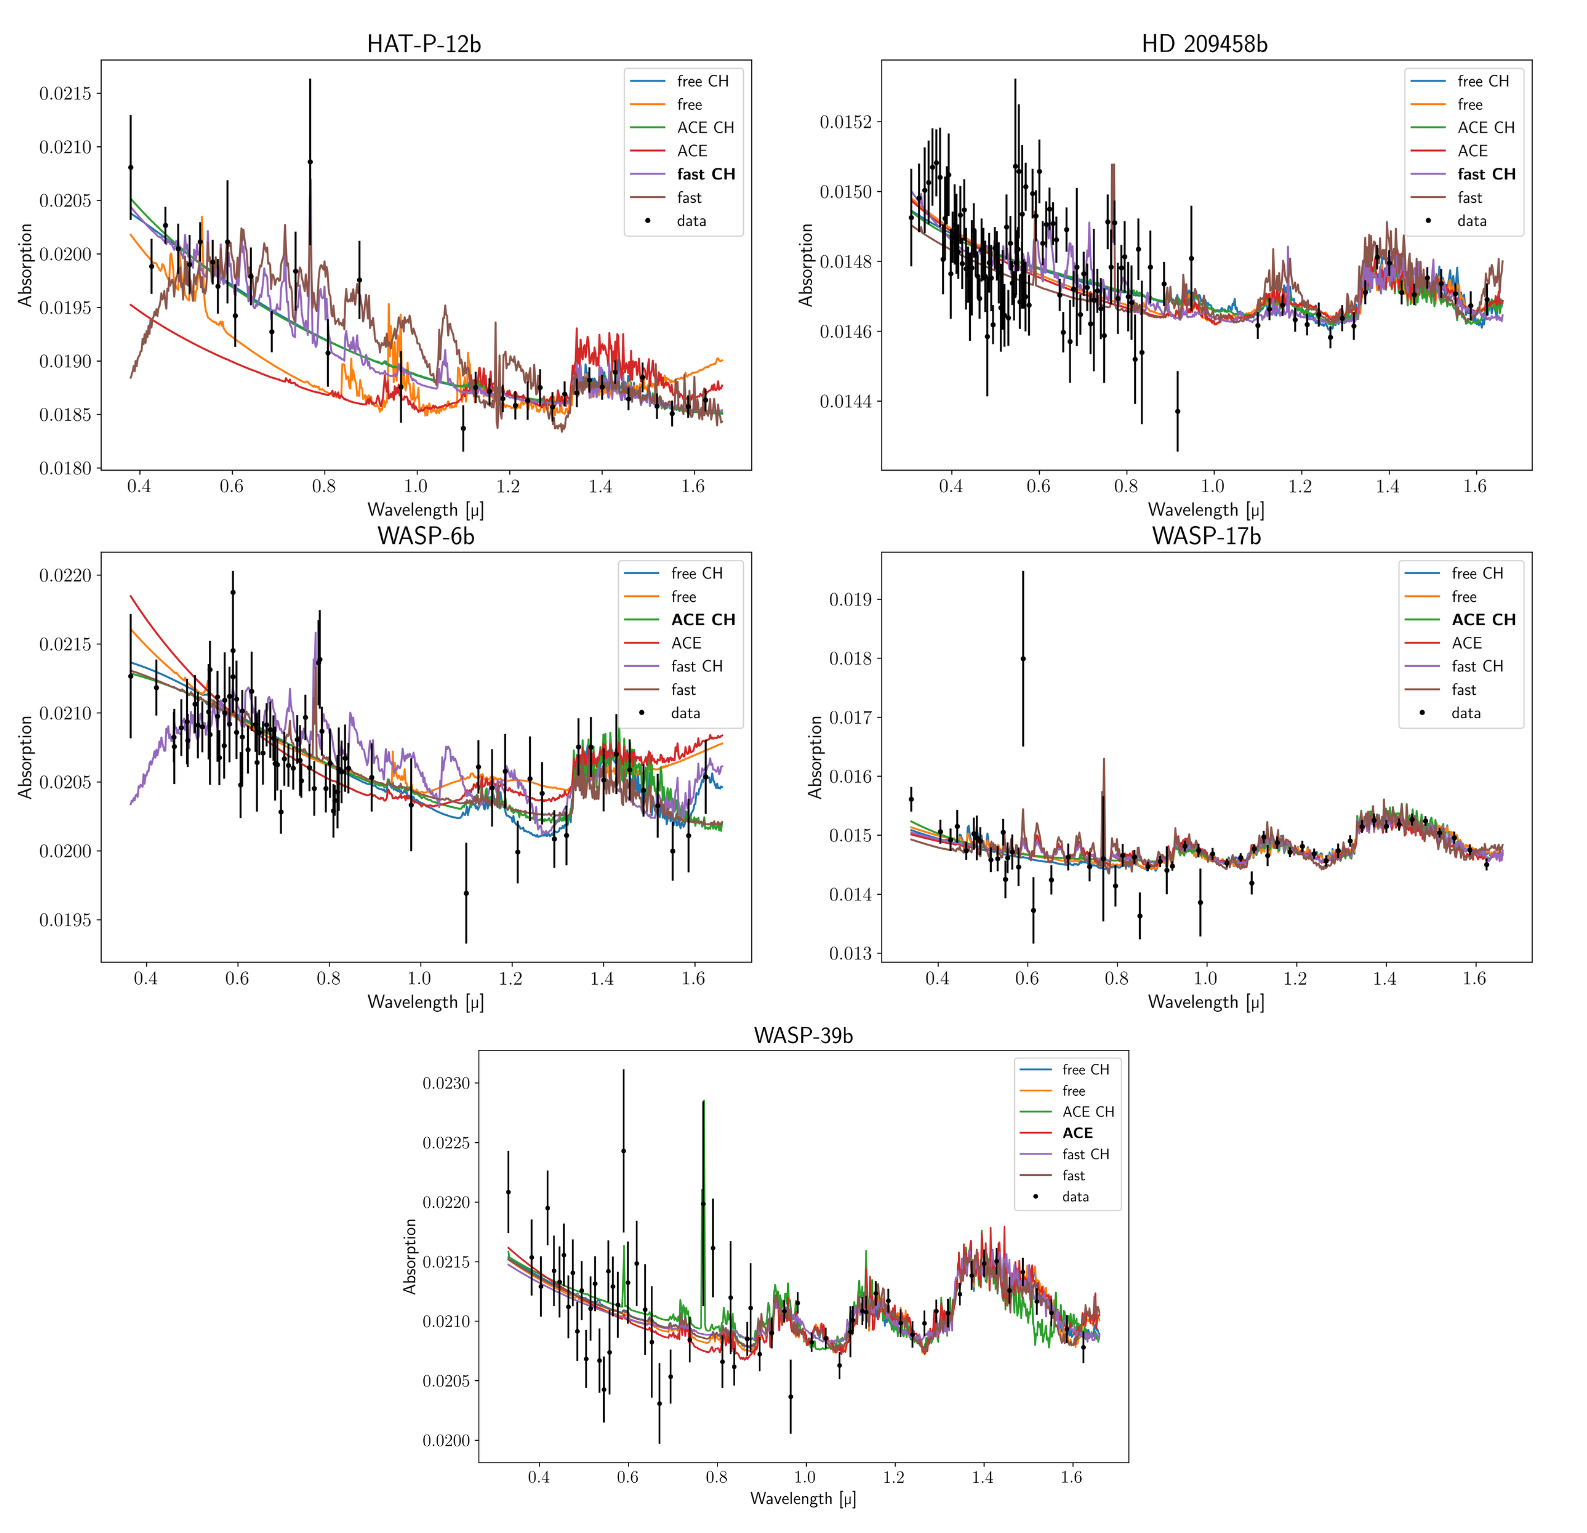 HAT-P-12b
0.0215
0.0210
0.0205
0.0200
0.0195
0.0190
0.0185
0.0180
Absorption
0.4 0.6 0.8 1.0 1.2 1.4 1.6
Wavelength [µ]
free CH
free
ACE CH
ACE
fast CH
fast
data
HD 209458b
0.0152
0.0150
0.0148
0.0146
0.0144
Absorption
0.4 0.6 0.8 1.0 1.2 1.4 1.6
Wavelength [µ]
free CH
free
ACE CH
ACE
fast CH
fast
data
WASP-6b
0.0220
0.0215
0.0210
0.0205
0.0200
0.0195
Absorption
0.4 0.6 0.8 1.0 1.2 1.4 1.6
Wavelength [µ]
free CH
free
ACE CH
ACE
fast CH
fast
data
WASP-17b
0.019
0.018
0.017
0.016
0.015
0.014
0.013
Absorption
0.4 0.6 0.8 1.0 1.2 1.4 1.6
Wavelength [µ]
free CH
free
ACE CH
ACE
fast CH
fast
data
WASP-39b
0.0230
0.0225
0.0220
0.0215
0.0210
0.0205
0.0200
Absorption
0.4 0.6 0.8 1.0 1.2 1.4 1.6
Wavelength [µ]
free CH
free
ACE CH
ACE
fast CH
fast
data